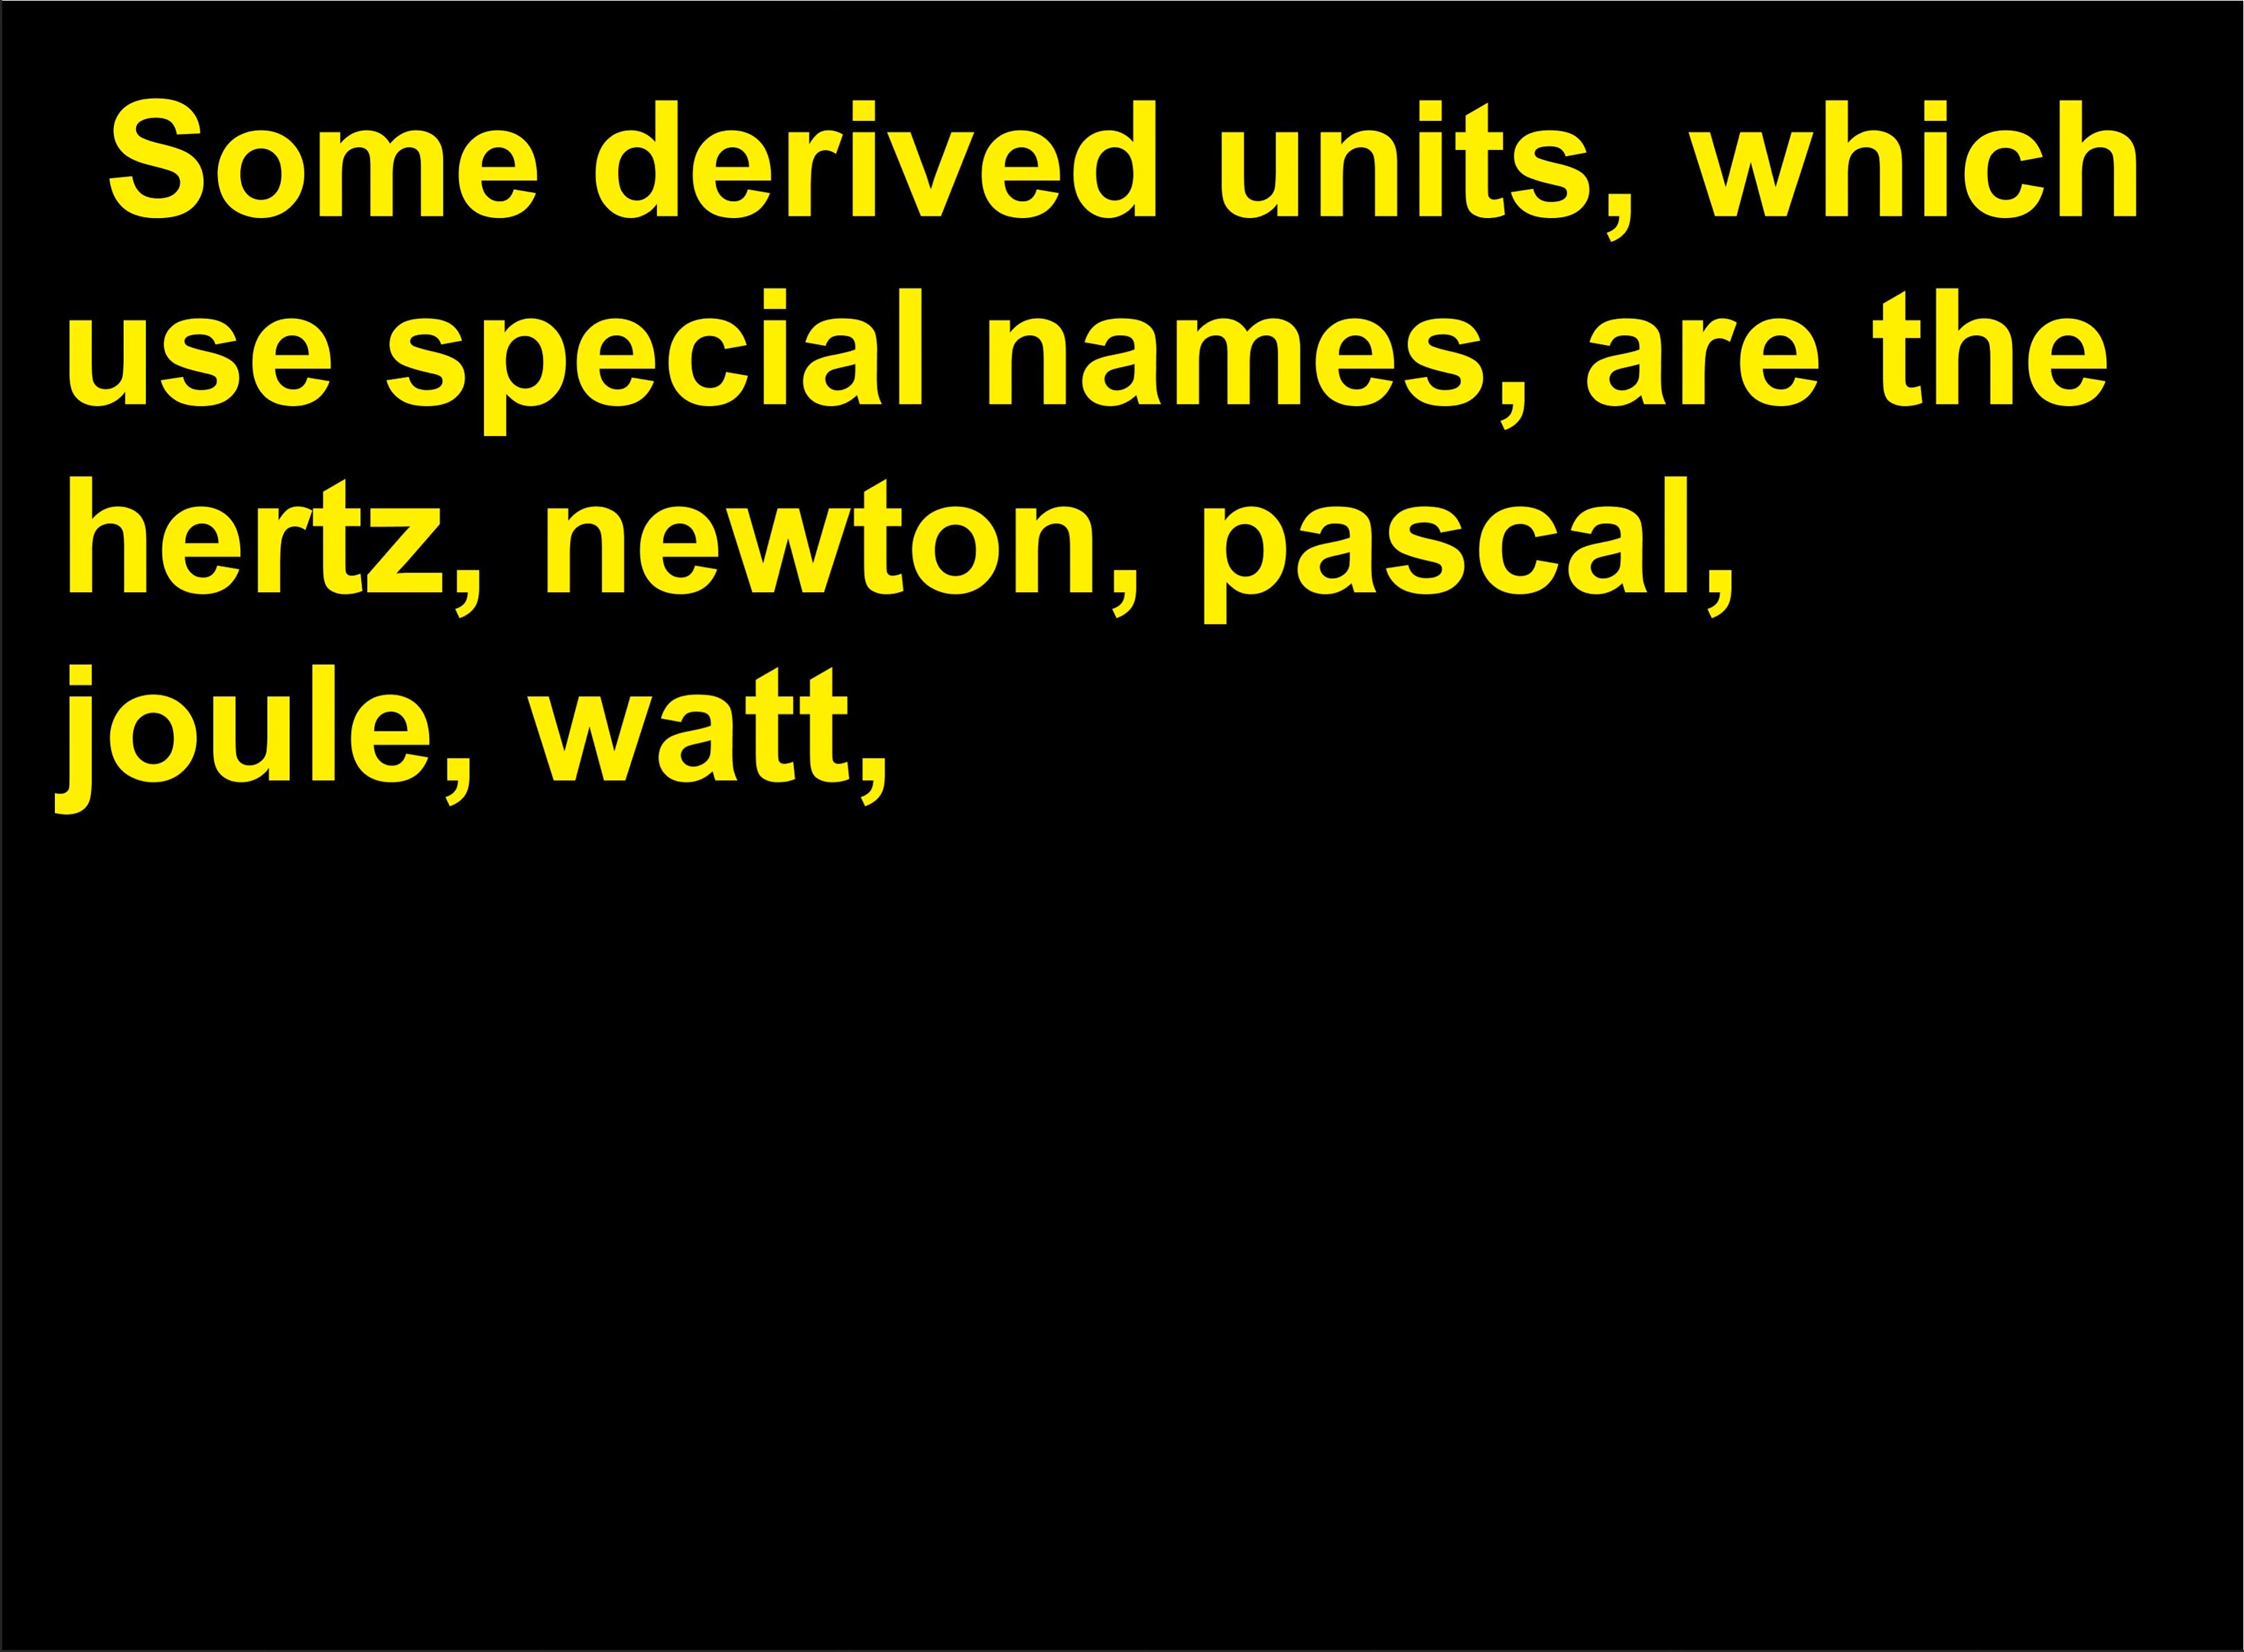 Some derived units, which
use special names, are the
hertz, newton, pascal,
joule, watt,